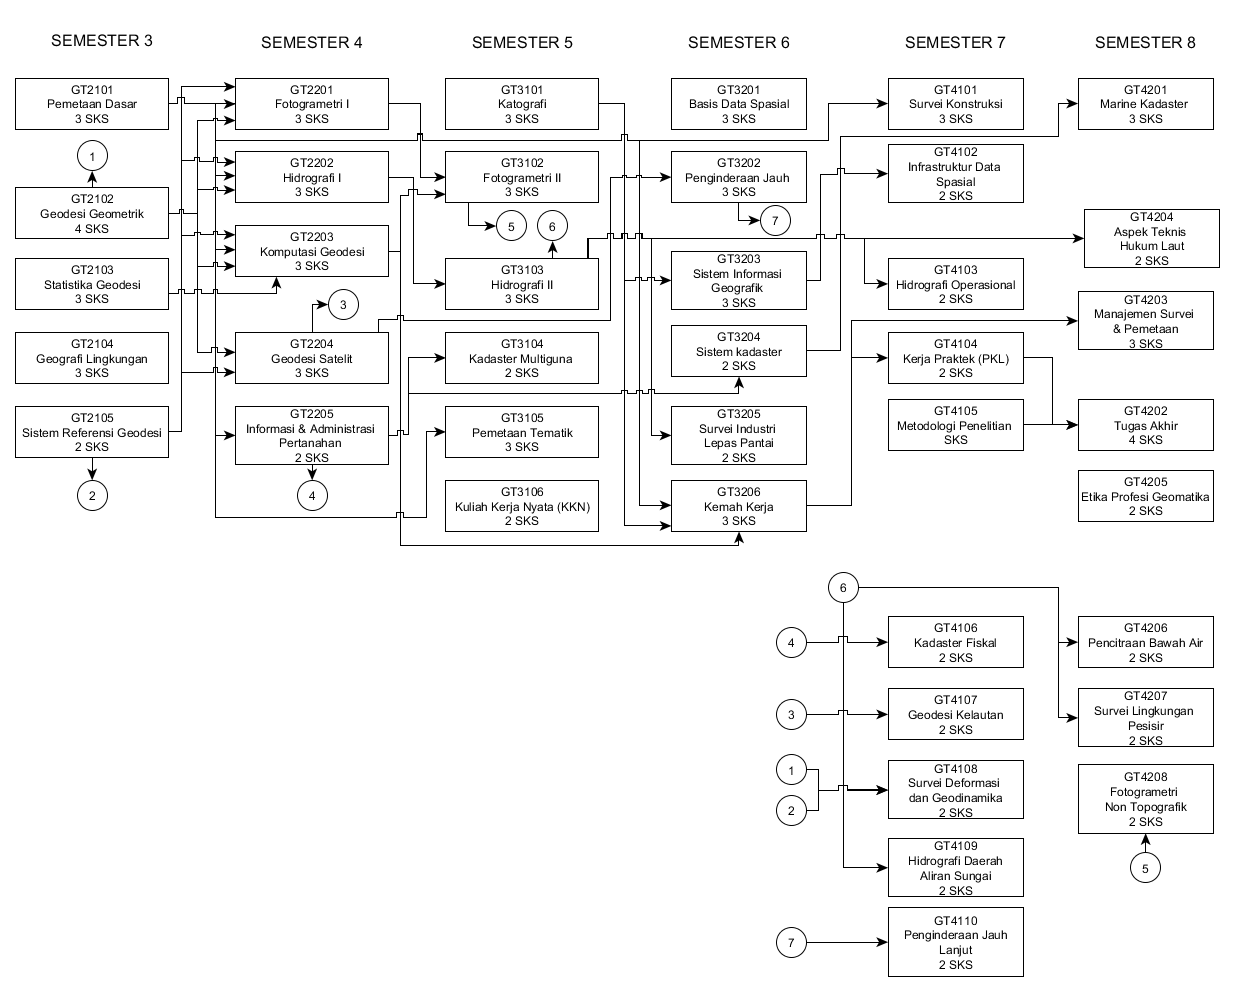 SEMESTER 3
SEMESTER 4
SEMESTER 5
SEMESTER 6
SEMESTER 7
SEMESTER 8
GT2101
Pemetaan Dasar
3 SKS
1
GT2102
Geodesi Geometrik
4 SKS
GT2103
Statistika Geodesi
3 SKS
GT2104
Geografi Lingkungan
3 SKS
GT2105
Sistem Referensi Geodesi
2 SKS
2
GT2201
Fotogrametri I
3 SKS
GT2202
Hidrografi I
3 SKS
GT2203
Komputasi Geodesi
3 SKS
3
GT2204
Geodesi Satelit
3 SKS
GT2205
Informasi & Administrasi
Pertanahan
2 SKS
4
GT3101
Katografi
3 SKS
GT3102
Fotogrametri II
3 SKS
5
6
GT3103
Hidrografi II
3 SKS
GT3104
Kadaster Multiguna
2 SKS
GT3105
Pemetaan Tematik
3 SKS
GT3106
Kuliah Kerja Nyata (KKN)
2 SKS
GT3201
Basis Data Spasial
3 SKS
GT3202
Penginderaan Jauh
3 SKS
7
GT3203
Sistem Informasi
Geografik
3 SKS
GT3204
Sistem kadaster
2 SKS
GT3205
Survei Industri
Lepas Pantai
2 SKS
GT3206
Kemah Kerja
3 SKS
GT4101
Survei Konstruksi
3 SKS
GT4102
Infrastruktur Data
Spasial
2 SKS
GT4103
Hidrografi Operasional
2 SKS
GT4104
Kerja Praktek (PKL)
2 SKS
GT4105
Metodologi Penelitian
SKS
GT4201
Marine Kadaster
3 SKS
GT4204
Aspek Teknis
Hukum Laut
2 SKS
GT4203
Manajemen Survei
& Pemetaan
3 SKS
GT4202
Tugas Akhir
4 SKS
GT4205
Etika Profesi Geomatika
2 SKS
6
4
GT4106
Kadaster Fiskal
2 SKS
3
GT4107
Geodesi Kelautan
2 SKS
1
2
GT4108
Survei Deformasi
dan Geodinamika
2 SKS
GT4109
Hidrografi Daerah
Aliran Sungai
2 SKS
7
GT4110
Penginderaan Jauh
Lanjut
2 SKS
GT4206
Pencitraan Bawah Air
2 SKS
GT4207
Survei Lingkungan
Pesisir
2 SKS
GT4208
Fotogrametri
Non Topografik
2 SKS
5